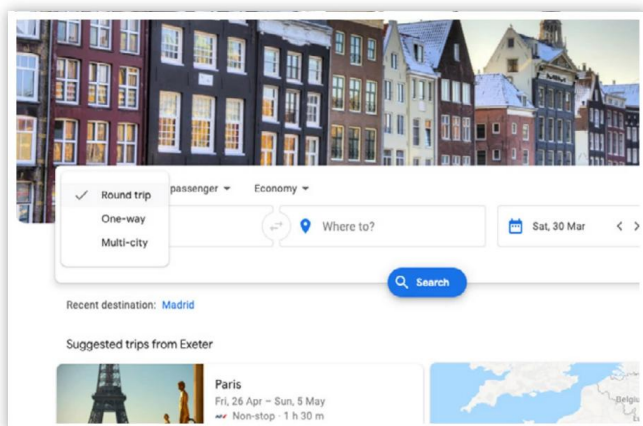 Round trip
One-way
Multi-city
passenger
Economy
Where to?
Sat, 30 Mar
Search
Recent destination: Madrid
Suggested trips from Exeter
Paris
Fri, 26 Apr – Sun, 5 May
Non-stop · 1 h 30 m